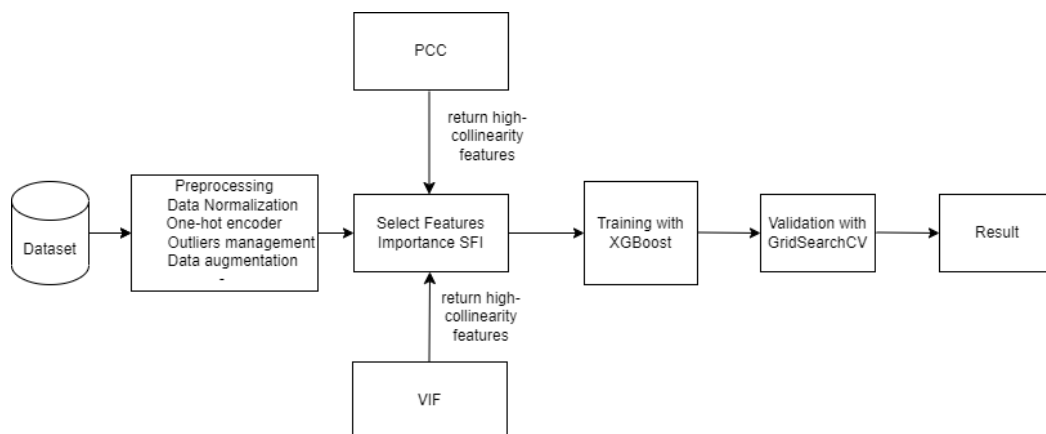 PCC
return high-
collinearity
features
Dataset
Preprocessing
Data Normalization
One-hot encoder
Outliers management
Data augmentation
-
Select Features
Importance SFI
Training with
XGBoost
Validation with
GridSearchCV
Result
return high-
collinearity
features
VIF